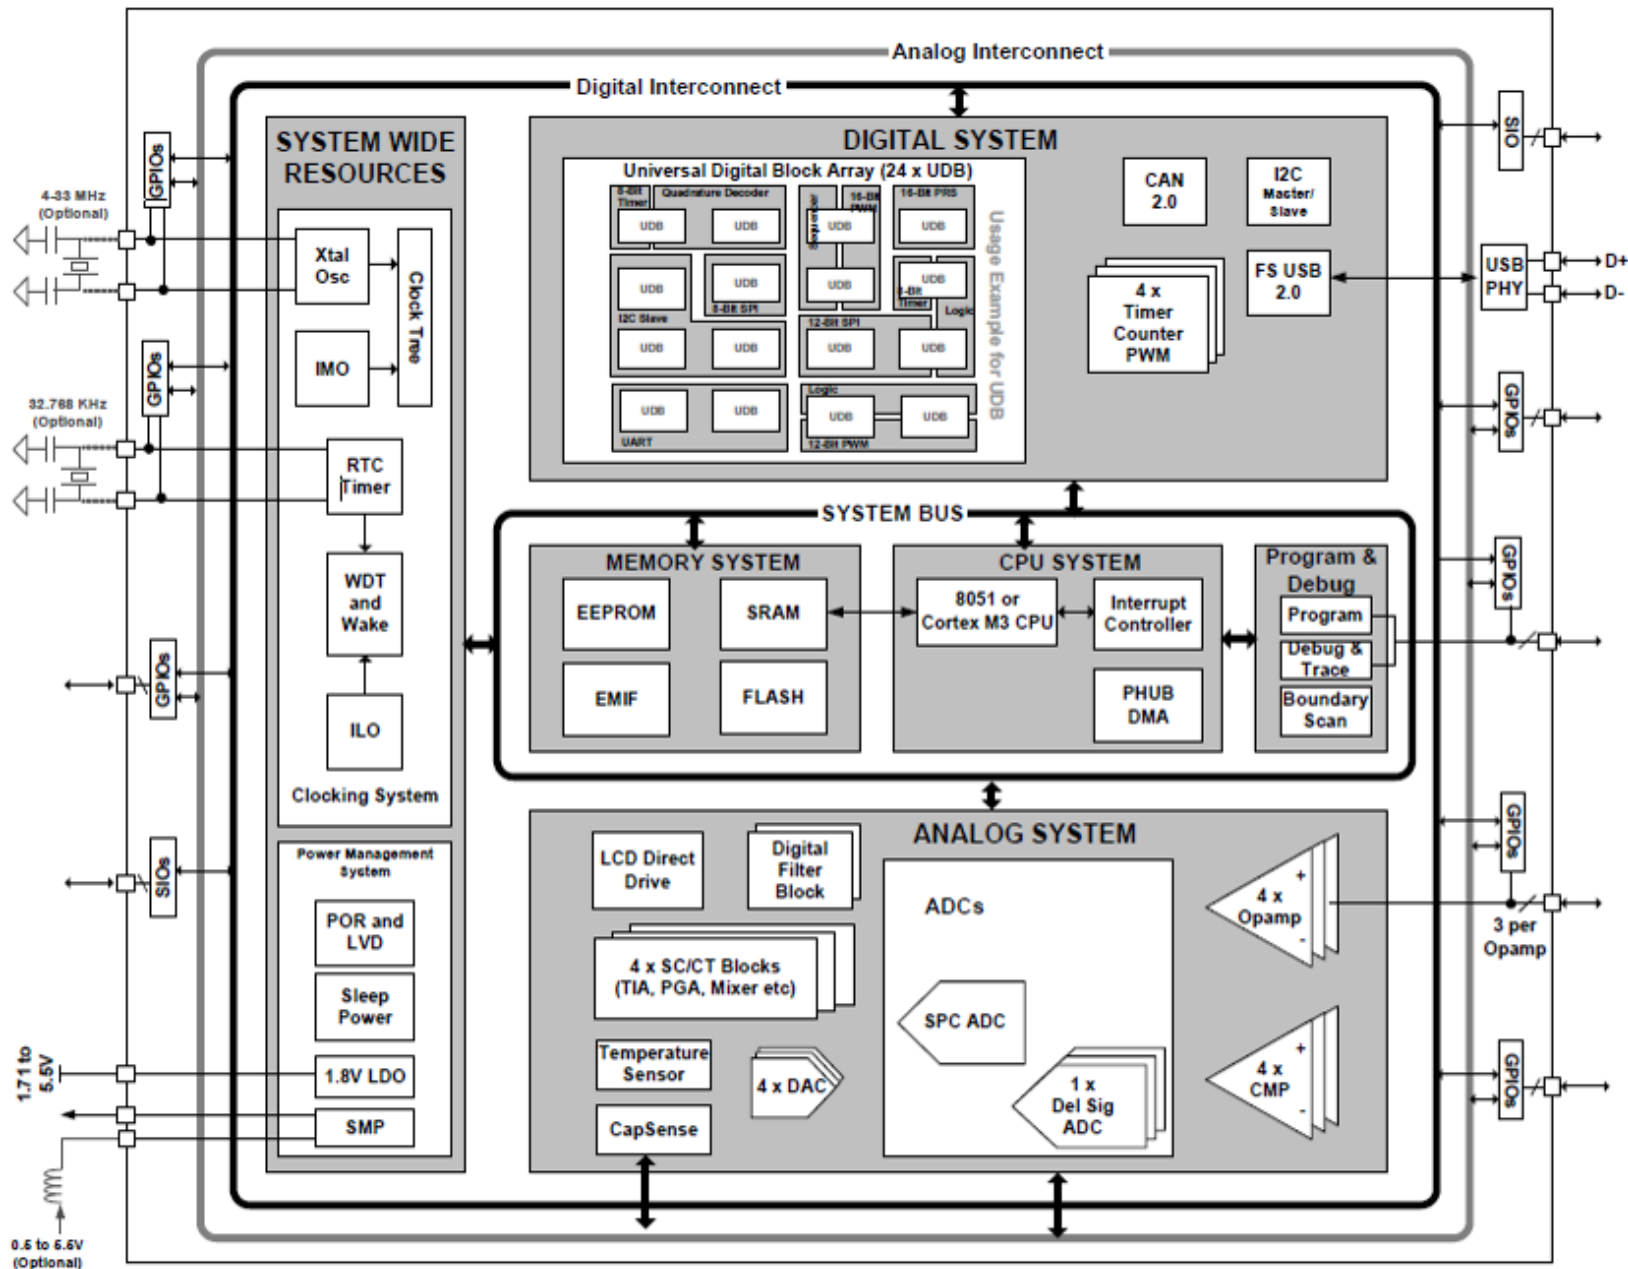 Analog Interconnect
Digital Interconnect
SYSTEM WIDE
RESOURCES
Xtal
Osc
Clock Tree
IMO
RTC
Timer
WDT
and
Wake
ILO
Clocking System
Power Management
System
POR and
LVD
Sleep
Power
1.8V LDO
SMP
GPIOs
4-33 MHz
(Optional)
GPIOs
32.768 KHz
(Optional)
GPIOs
SIOs
1.71 to
5.5V
0.5 to 5.5V
(Optional)
DIGITAL SYSTEM
Universal Digital Block Array (24 x UDB)
8-Bit
Timer
Quadrature Decoder
Sequencer
16-Bit
PWM
16-Bit PRS
UDB
UDB
UDB
UDB
UDB
UDB
UDB
UDB
8-Bit SPI
I2C Slave
8-Bit
Timer
Logic
12-Bit SPI
UDB
UDB
UDB
UDB
Logic
UDB
UDB
UDB
UDB
UART
12-Bit PWM
Usage Example for UDB
CAN
2.0
I2C
Master/
Slave
4 x
Timer
Counter
PWM
FS USB
2.0
SIO
USB
PHY
D+
D-
GPIOs
GPIOs
GPIOs
3 per
Opamp
GPIOs
SYSTEM BUS
MEMORY SYSTEM
EEPROM
SRAM
EMIF
FLASH
CPU SYSTEM
8051 or
Cortex M3 CPU
Interrupt
Controller
PHUB
DMA
Program &
Debug
Program
Debug &
Trace
Boundary
Scan
ANALOG SYSTEM
LCD Direct
Drive
Digital
Filter
Block
4 x SC/CT Blocks
(TIA, PGA, Mixer etc)
Temperature
Sensor
CapSense
4 x DAC
ADCs
SPC ADC
1 x
Del Sig
ADC
4 x
Opamp
+
-
4 x
CMP
+
-